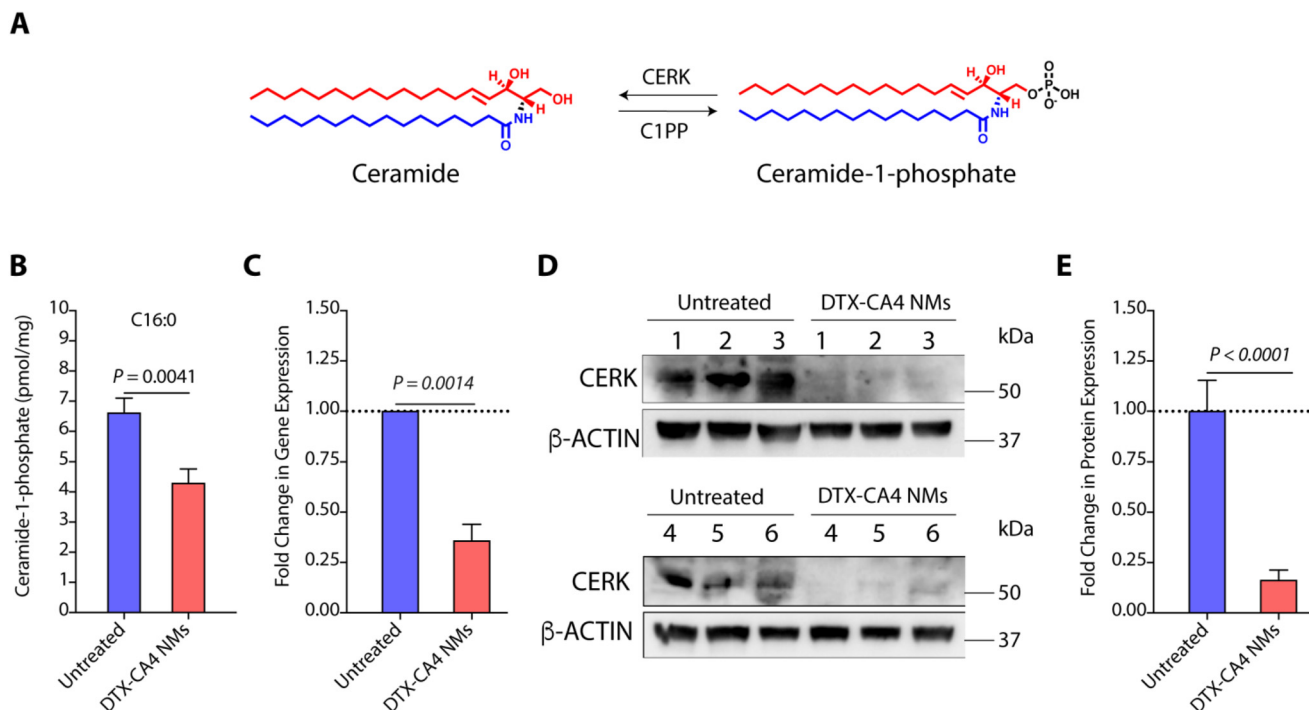 A
OH
H
OH
H
NH
O
Ceramide
CERK
C1PP
OH
H
O
O
P
OH
O-
H
NH
O
Ceramide-1-phosphate
B
Ceramide-1-phosphate (pmol/mg)
10
9
8
7
6
5
4
3
2
1
0
C16:0
P = 0.0041
Untreated
DTX-CA4 NMs
C
Fold Change in Gene Expression
1.50
1.25
1.00
0.75
0.50
0.25
0.00
P = 0.0014
Untreated
DTX-CA4 NMs
D
Untreated DTX-CA4 NMs
1 2 3 1 2 3 kDa
CERK 50
β-ACTIN 37
Untreated DTX-CA4 NMs
4 5 6 4 5 6 kDa
CERK 50
β-ACTIN 37
E
Fold Change in Protein Expression
1.50
1.25
1.00
0.75
0.50
0.25
0.00
P < 0.0001
Untreated
DTX-CA4 NMs